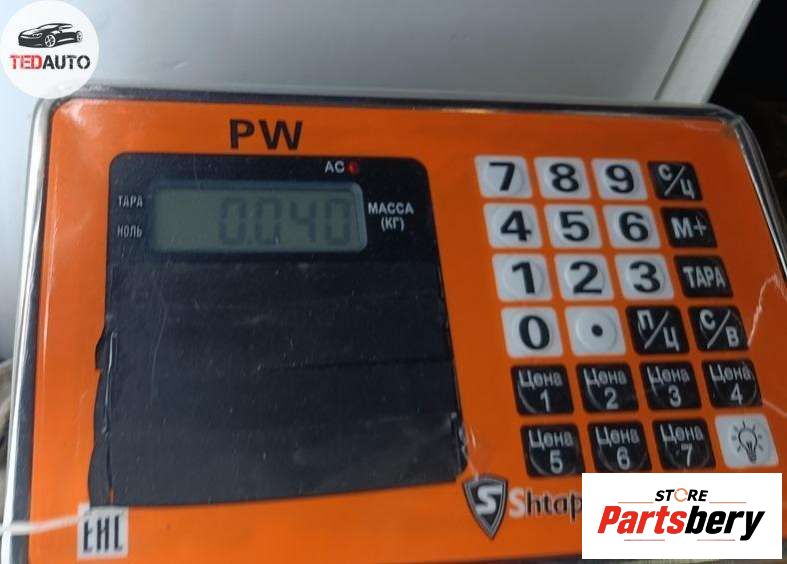 TEDAUTO
PW
AC
ТАРА
НОЛЬ
0.040
МАССА
(КГ)
7 8 9 С/Ц
4 5 6 М+
1 2 3 ТАРА
0 • П/Ц С/В
Цена 1 Цена 2 Цена 3 Цена 4
Цена 5 Цена 6 Цена 7
S Shtap
EAC
STORE
Partsbery